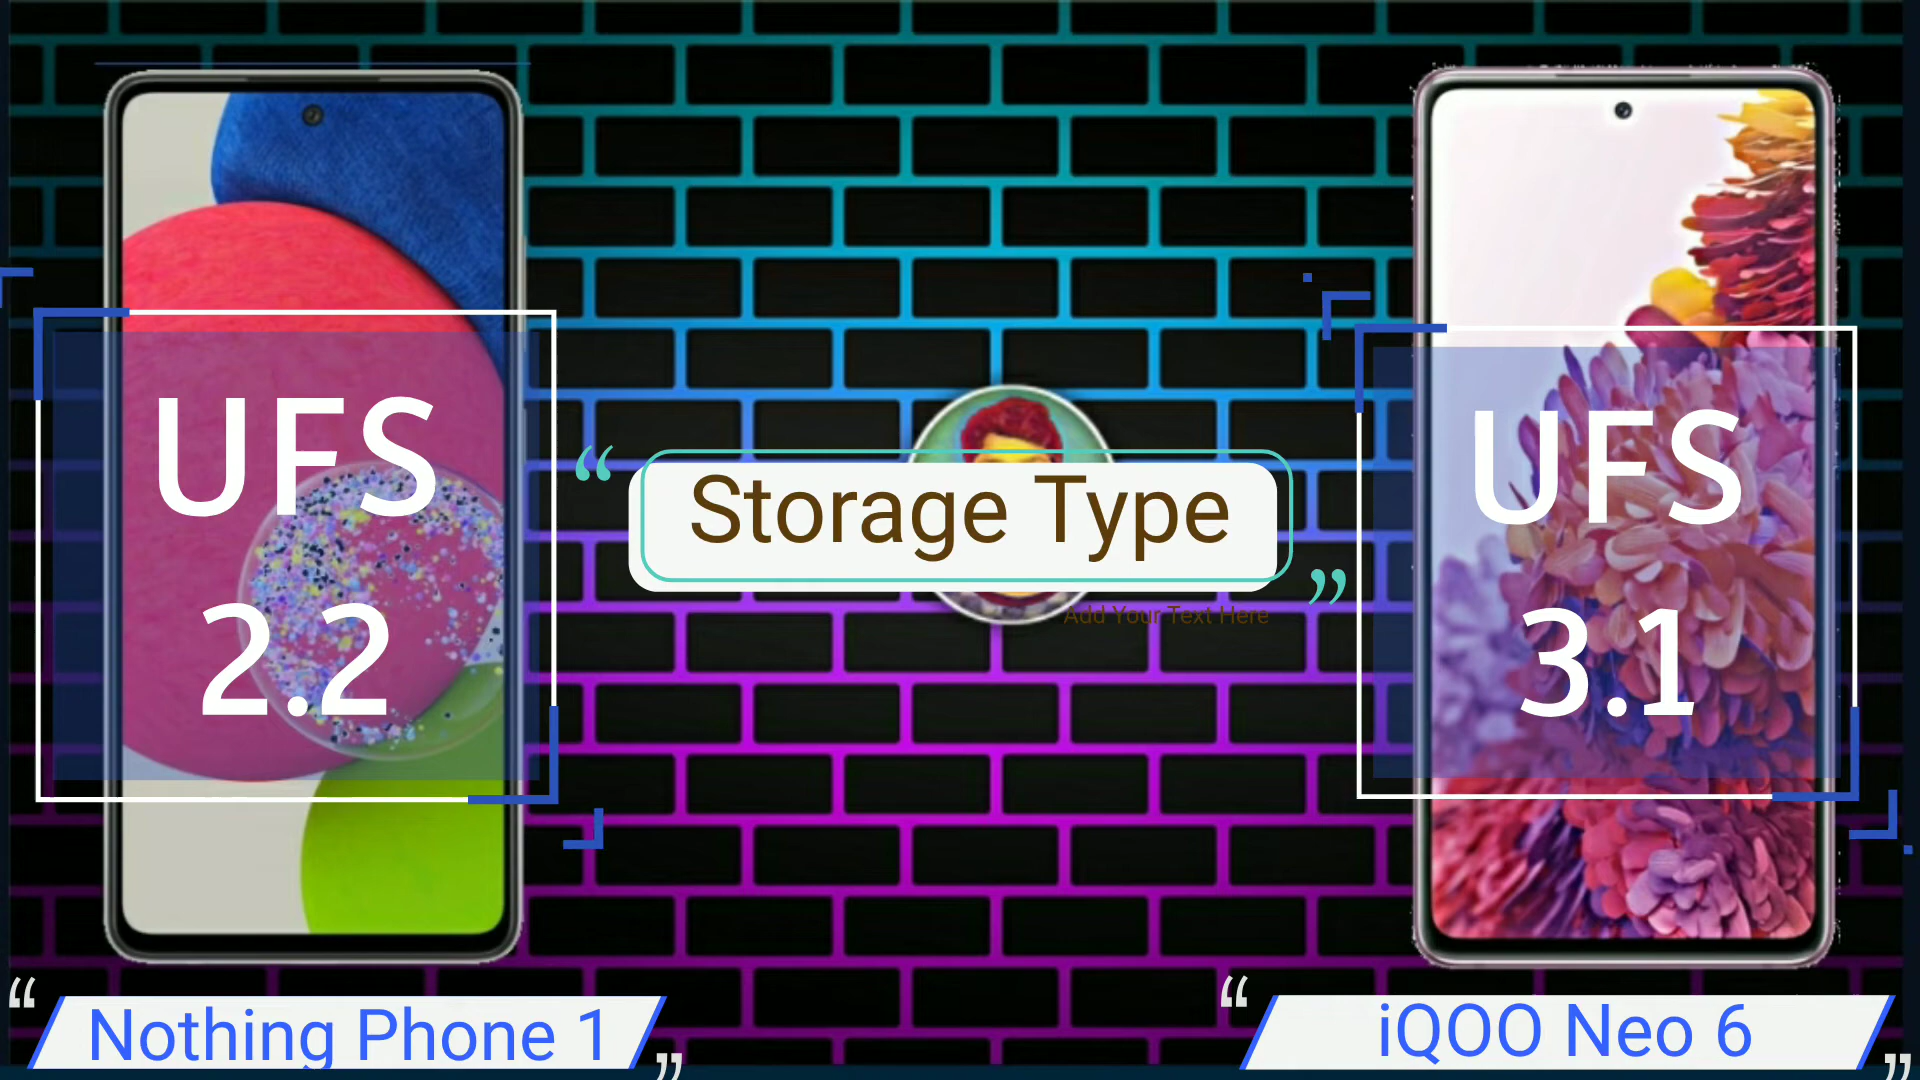 UFS
2.2
“
Storage Type
”
Add Your Text Here
UFS
3.1
“
Nothing Phone 1
”
“
iQOO Neo 6
”